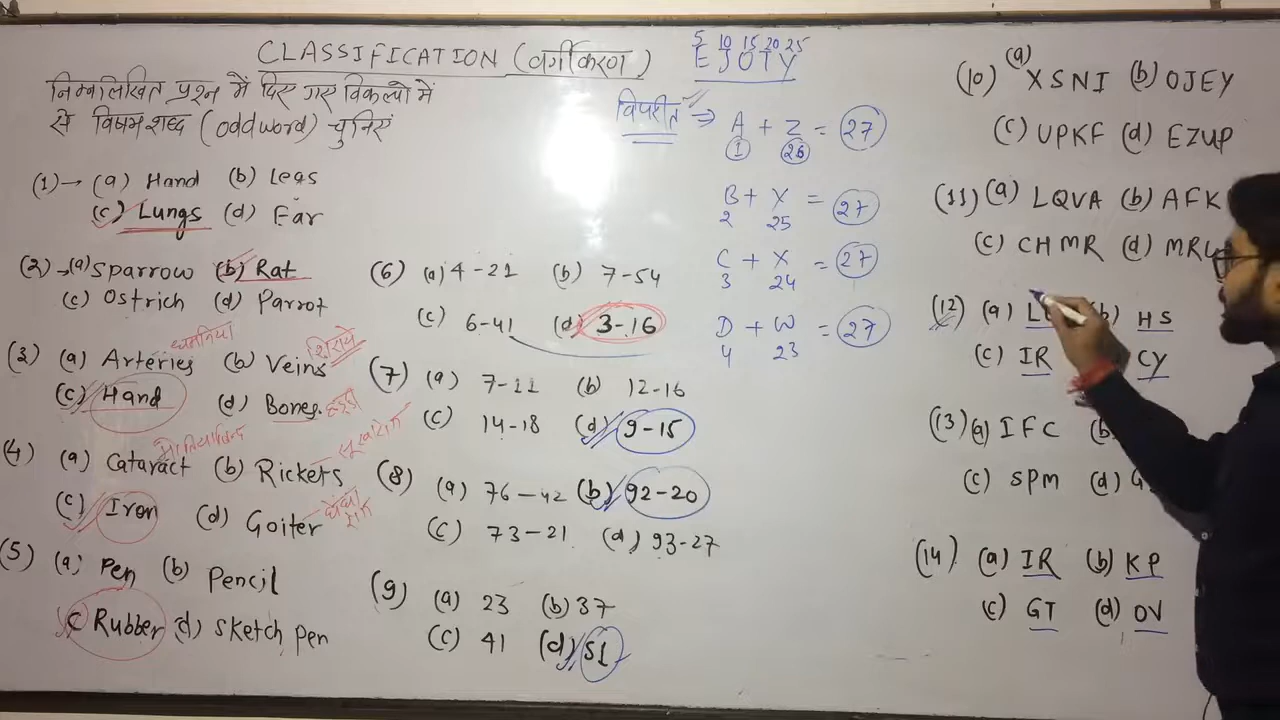 CLASSIFICATION (वर्गीकरण)
निम्नलिखित प्रश्न में दिए गए विकल्पो में
से विषम शब्द (odd word) चुनिएं
(1)→ (a) Hand (b) Legs
(c) Lungs (d) Ear
(2)→ (a) Sparrow (b) Rat
(c) Ostrich (d) Parrot
धमनिया शिराये
(3) (a) Arteries (b) Veins
(c) Hand (d) Bones हड्डी
मोतियाबिन्द सूखा रोग
(4) (a) Cataract (b) Rickets
(c) Iron (d) Goiter घेंघा रोग
(5) (a) Pen (b) Pencil
(c Rubber (d) Sketch pen
(6) (a) 4-21 (b) 7-54
(c) 6-41 (d) 3-16
(7) (a) 7-11 (b) 12-16
(c) 14-18 (d) 9-15
(8) (a) 76-42 (b) 92-20
(c) 73-21 (d) 93-27
(9) (a) 23 (b) 37
(c) 41 (d) 51
5 10 15 20 25
E J O T Y
विपरीत ⇒ A + Z = 27
1 26
B + X = 27
2 25
C + X = 27
3 24
D + W = 27
4 23
(10) (a) XSNI (b) OJEY
(c) UPKF (d) EZUP
(11) (a) LQVA (b) AFK
(c) CHMR (d) MR
(12) (a) L (b) HS
(c) IR CY
(13) (a) IFC (b)
(c) SPM (d) G
(14) (a) IR (b) KP
(c) GT (d) OV